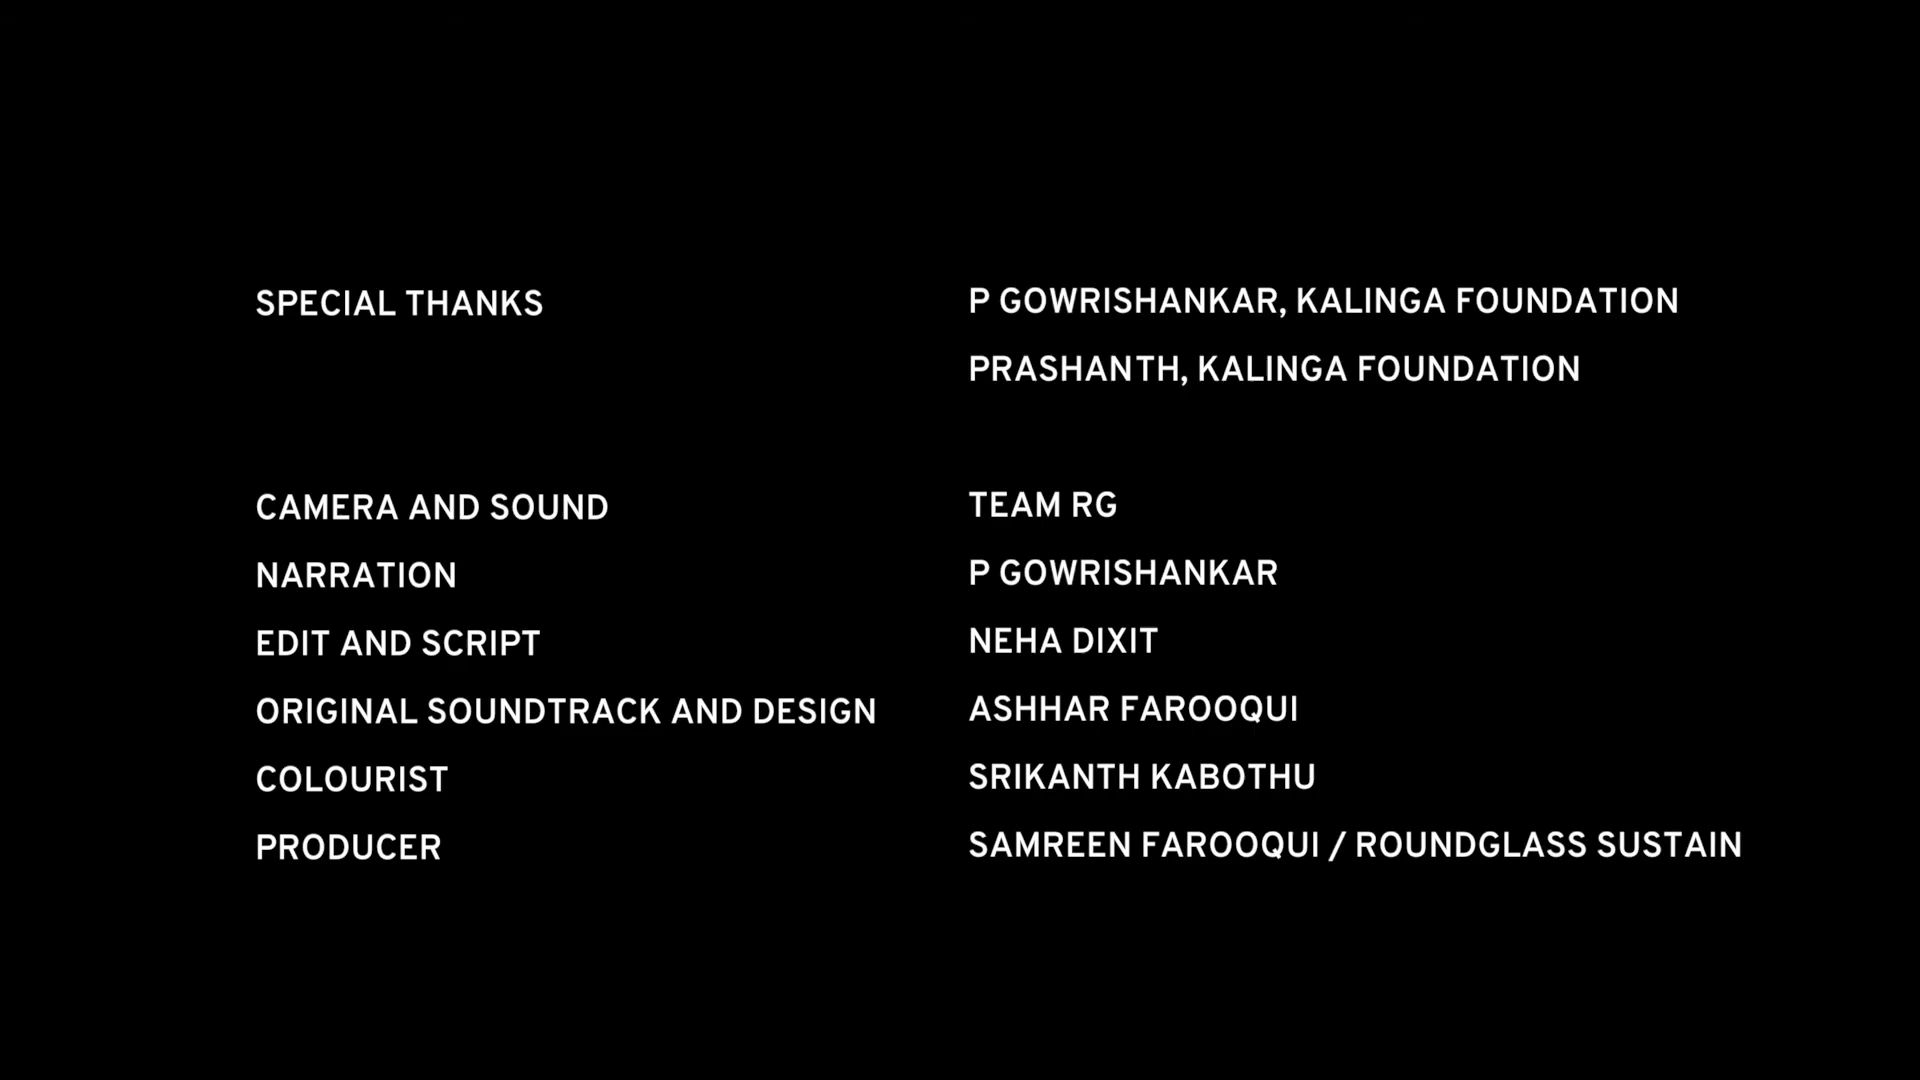 SPECIAL THANKS P GOWRISHANKAR, KALINGA FOUNDATION
PRASHANTH, KALINGA FOUNDATION
CAMERA AND SOUND TEAM RG
NARRATION P GOWRISHANKAR
EDIT AND SCRIPT NEHA DIXIT
ORIGINAL SOUNDTRACK AND DESIGN ASHHAR FAROOQUI
COLOURIST SRIKANTH KABOTHU
PRODUCER SAMREEN FAROOQUI / ROUNDGLASS SUSTAIN